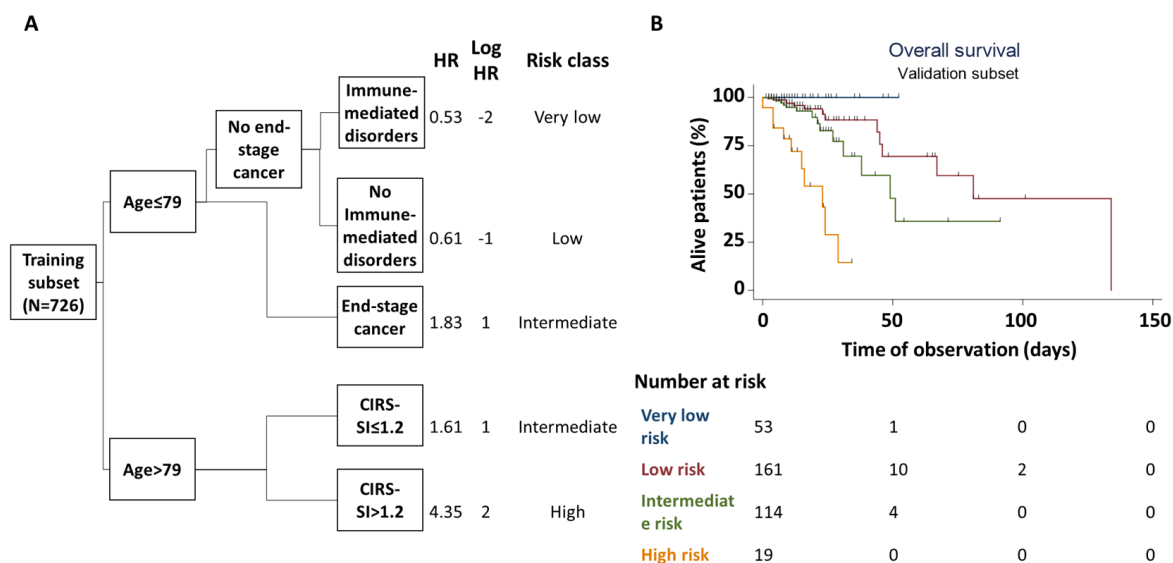 A
HR
Log
HR
Risk class
Training
subset
(N=726)
Age≤79
Age>79
No end-
stage
cancer
Immune-
mediated
disorders
0.53 -2 Very low
No
Immune-
mediated
disorders
0.61 -1 Low
End-stage
cancer
1.83 1 Intermediate
CIRS-
SI≤1.2
1.61 1 Intermediate
CIRS-
SI>1.2
4.35 2 High
B
Overall survival
Validation subset
Alive patients (%)
100
75
50
25
0
0 50 100 150
Time of observation (days)
Number at risk
Very low
risk
53 1 0 0
Low risk 161 10 2 0
Intermediat
e risk
114 4 0 0
High risk 19 0 0 0